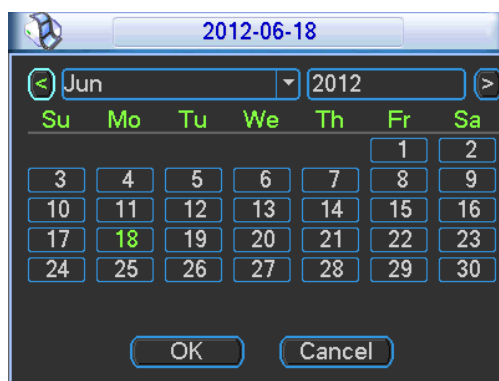 2012-06-18
< Jun 2012 >
Su Mo Tu We Th Fr Sa
1 2
3 4 5 6 7 8 9
10 11 12 13 14 15 16
17 18 19 20 21 22 23
24 25 26 27 28 29 30
OK Cancel